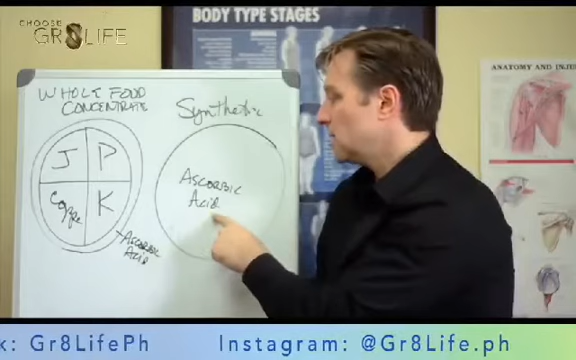 CHOOSE
GR8LIFE
BODY TYPE STAGES
ANATOMY AND INJU
WHOLE FOOD
CONCENTRATE
Synthetic
J P
Copper K
ASCORBIC
Acid
ASCORBIC
Acid
k: Gr8LifePh Instagram: @Gr8Life.ph